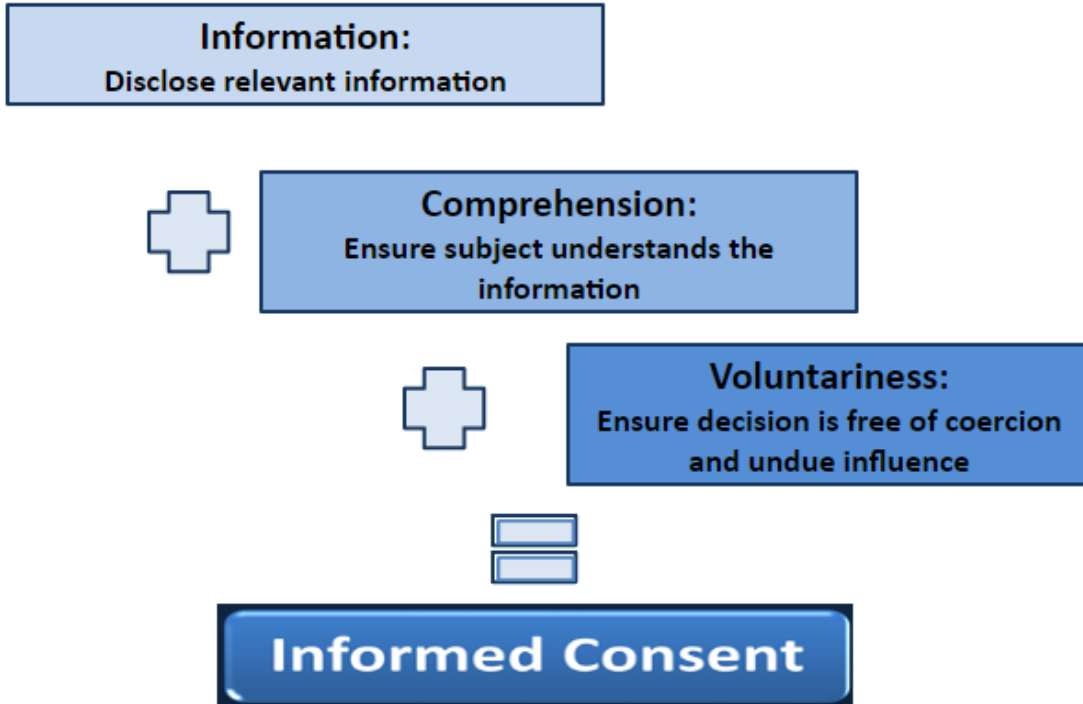 Information:
Disclose relevant information
Comprehension:
Ensure subject understands the
information
Voluntariness:
Ensure decision is free of coercion
and undue influence
Informed Consent